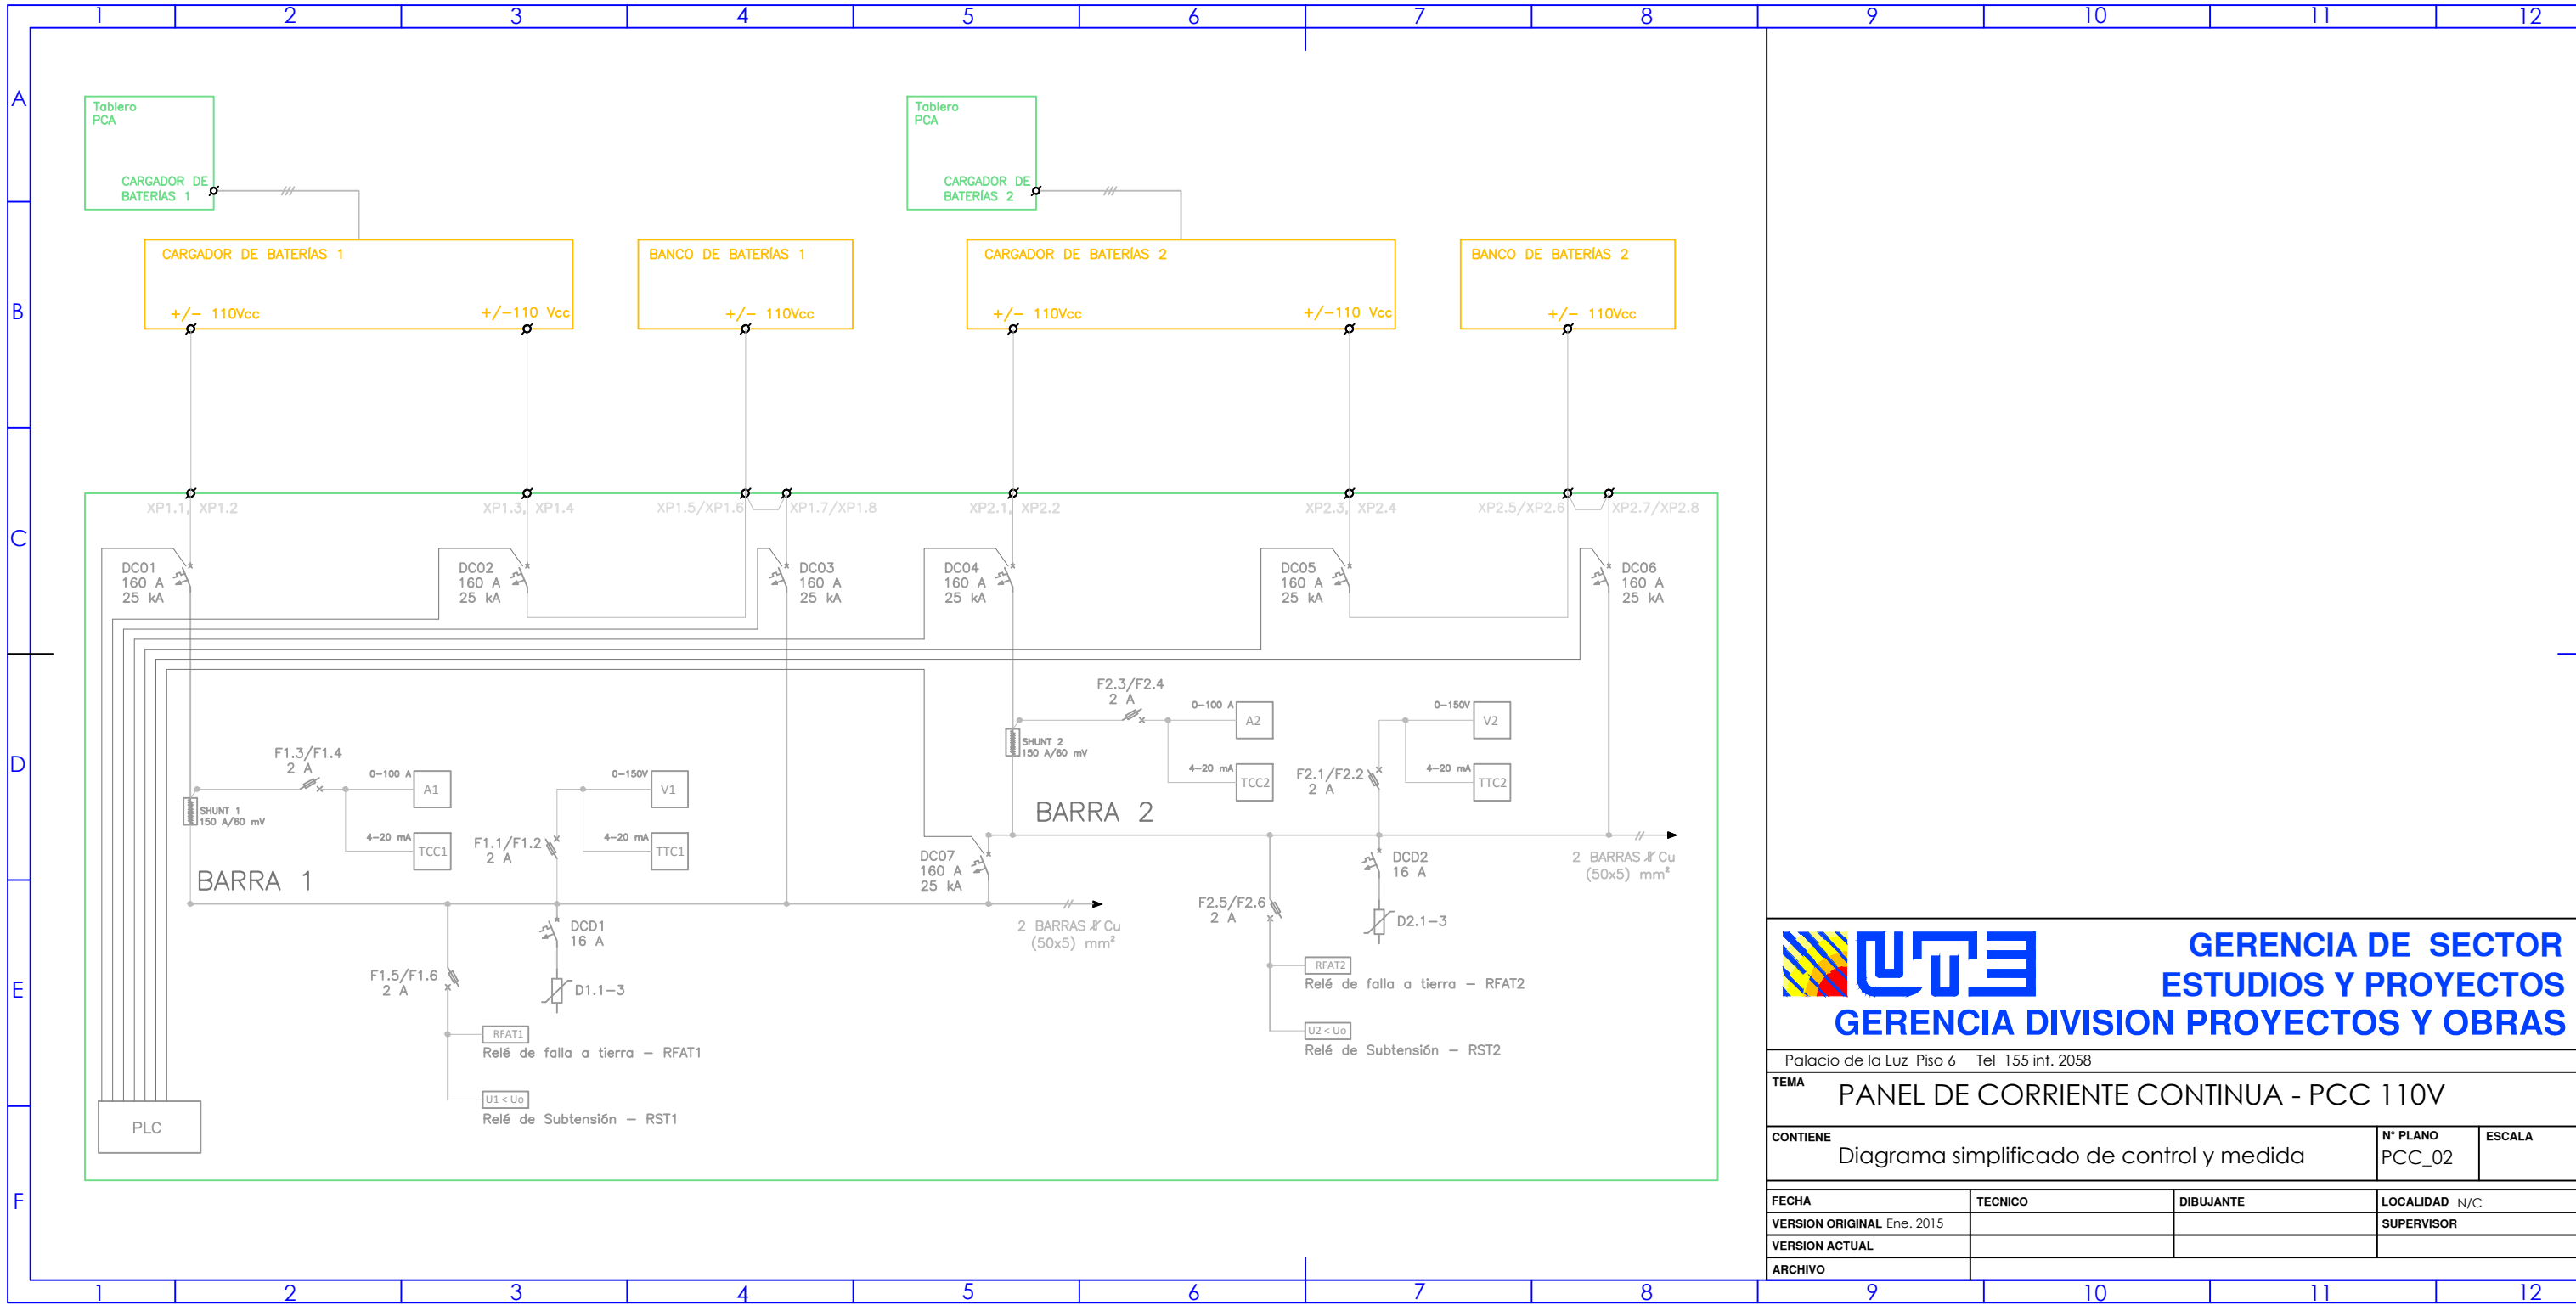 1 2 3 4 5 6 7 8 9 10 11 12
A
B
C
D
E
F
Tablero
PCA
CARGADOR DE
BATERÍAS 1
Tablero
PCA
CARGADOR DE
BATERÍAS 2
CARGADOR DE BATERÍAS 1
+/- 110Vcc
+/-110 Vcc
BANCO DE BATERÍAS 1
+/- 110Vcc
CARGADOR DE BATERÍAS 2
+/- 110Vcc
+/-110 Vcc
BANCO DE BATERÍAS 2
+/- 110Vcc
XP1.1, XP1.2
XP1.3, XP1.4
XP1.5/XP1.6
XP1.7/XP1.8
XP2.1, XP2.2
XP2.3, XP2.4
XP2.5/XP2.6
XP2.7/XP2.8
DC01
160 A
25 kA
DC02
160 A
25 kA
DC03
160 A
25 kA
DC04
160 A
25 kA
DC05
160 A
25 kA
DC06
160 A
25 kA
F2.3/F2.4
2 A
0-100 A
A2
4-20 mA
TCC2
SHUNT 2
150 A/60 mV
0-150V
V2
4-20 mA
TTC2
F2.1/F2.2
2 A
F1.3/F1.4
2 A
0-100 A
A1
4-20 mA
TCC1
SHUNT 1
150 A/60 mV
0-150V
V1
4-20 mA
TTC1
F1.1/F1.2
2 A
BARRA 2
BARRA 1
DC07
160 A
25 kA
DCD2
16 A
2 BARRAS Cu
(50x5) mm²
F2.5/F2.6
2 A
D2.1-3
DCD1
16 A
2 BARRAS Cu
(50x5) mm²
F1.5/F1.6
2 A
D1.1-3
RFAT2
Relé de falla a tierra - RFAT2
U2 < Uo
Relé de Subtensión - RST2
RFAT1
Relé de falla a tierra - RFAT1
U1 < Uo
Relé de Subtensión - RST1
PLC
UTE
GERENCIA DE SECTOR
ESTUDIOS Y PROYECTOS
GERENCIA DIVISION PROYECTOS Y OBRAS
Palacio de la Luz Piso 6 Tel 155 int. 2058
TEMA
PANEL DE CORRIENTE CONTINUA - PCC 110V
CONTIENE
Diagrama simplificado de control y medida
N° PLANO
PCC_02
ESCALA
FECHA
TECNICO
DIBUJANTE
LOCALIDAD N/C
VERSION ORIGINAL Ene. 2015
SUPERVISOR
VERSION ACTUAL
ARCHIVO
1 2 3 4 5 6 7 8 9 10 11 12